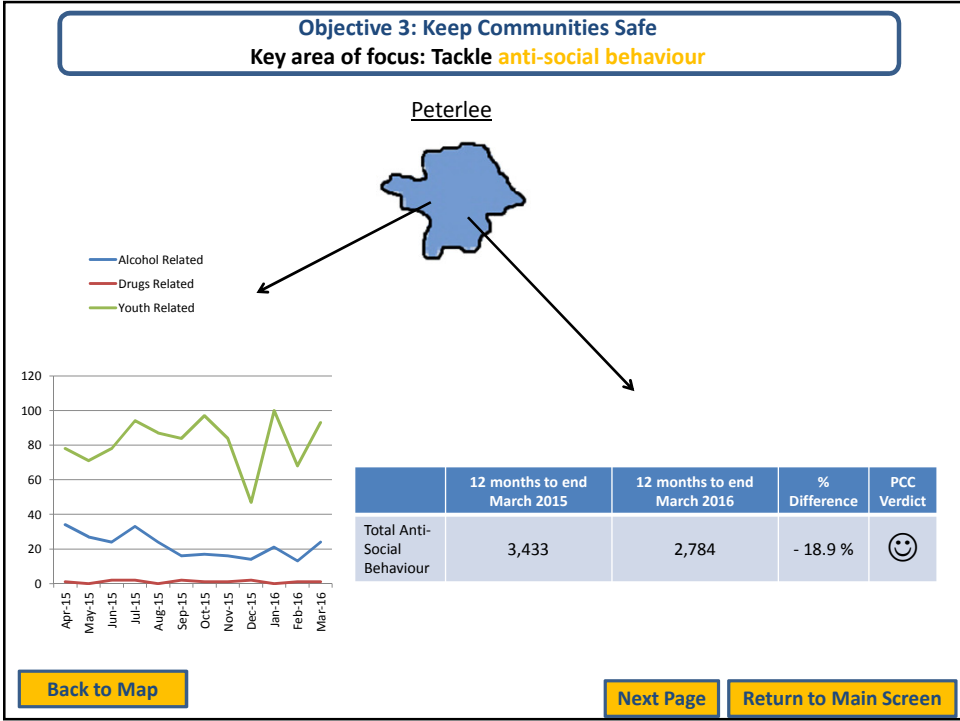 Objective 3: Keep Communities Safe
Key area of focus: Tackle anti-social behaviour
Peterlee
Alcohol Related
Drugs Related
Youth Related
120
100
80
60
40
20
0
Apr-15
May-15
Jun-15
Jul-15
Aug-15
Sep-15
Oct-15
Nov-15
Dec-15
Jan-16
Feb-16
Mar-16
12 months to end
March 2015
12 months to end
March 2016
%
Difference
PCC
Verdict
Total Anti-
Social
Behaviour
3,433
2,784
- 18.9 %
Back to Map
Next Page
Return to Main Screen